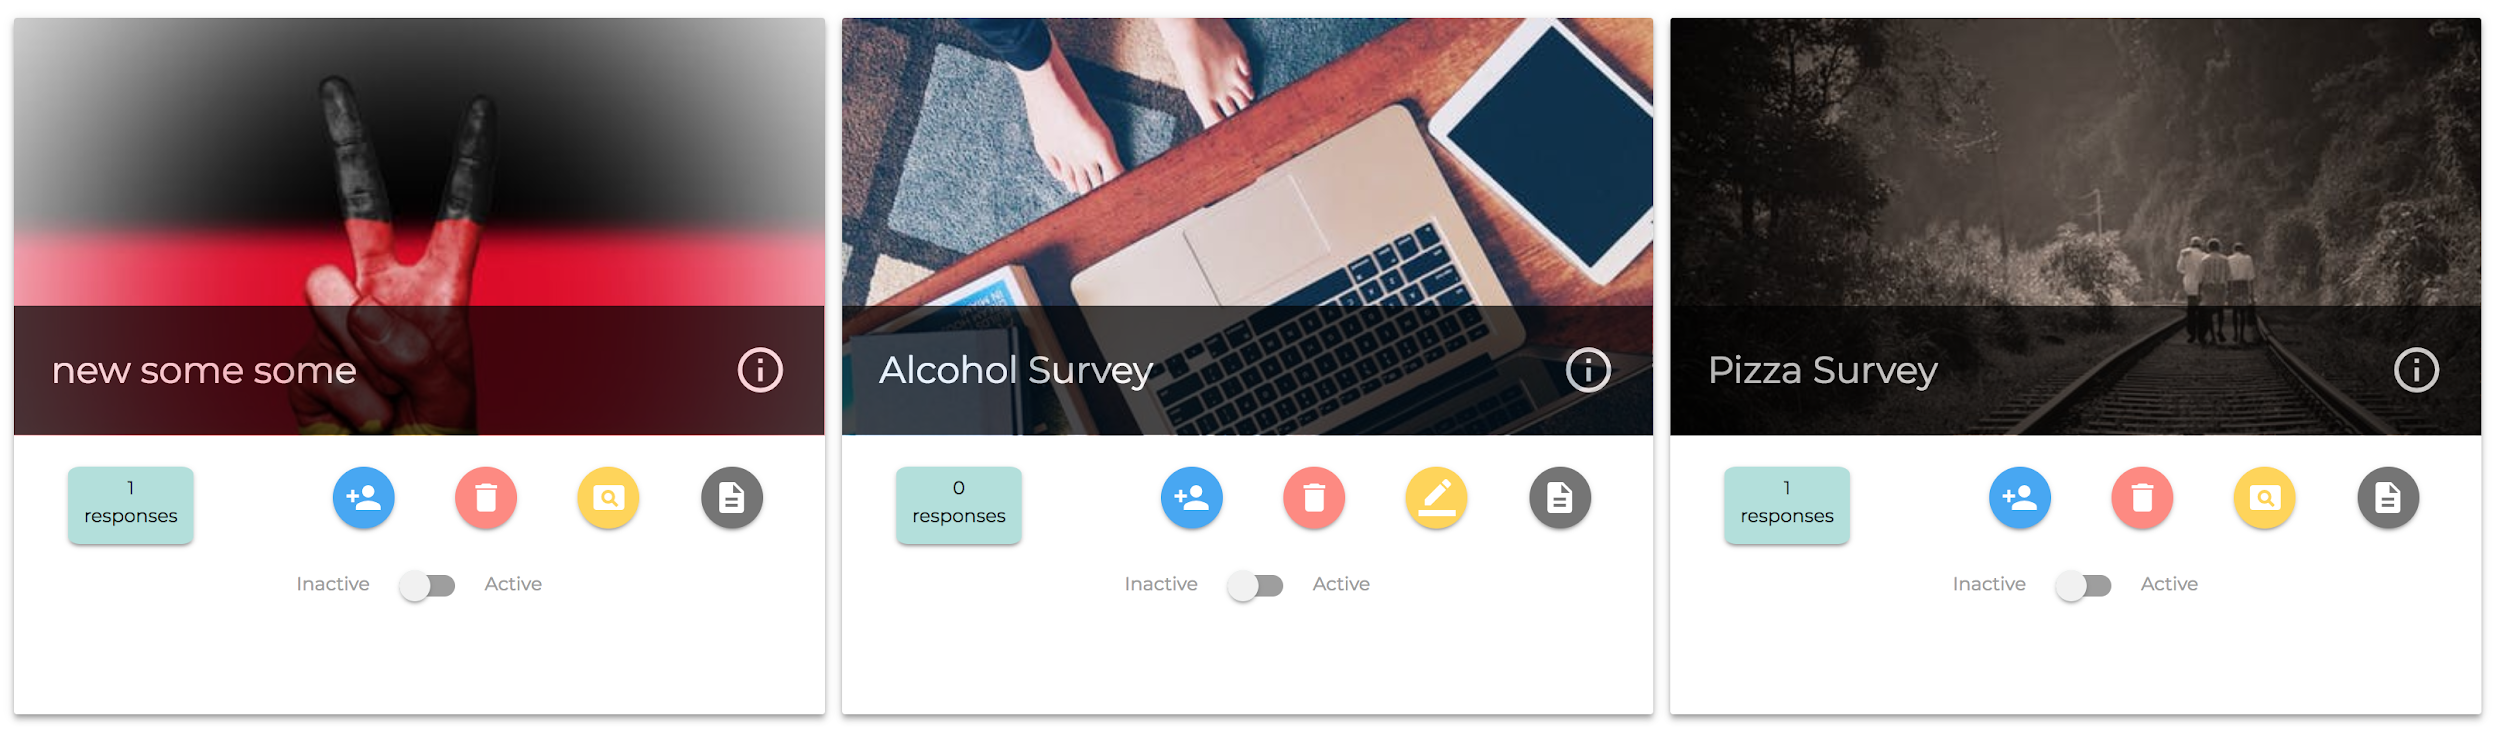 new some some
1
responses
Inactive Active
Alcohol Survey
0
responses
Inactive Active
Pizza Survey
1
responses
Inactive Active